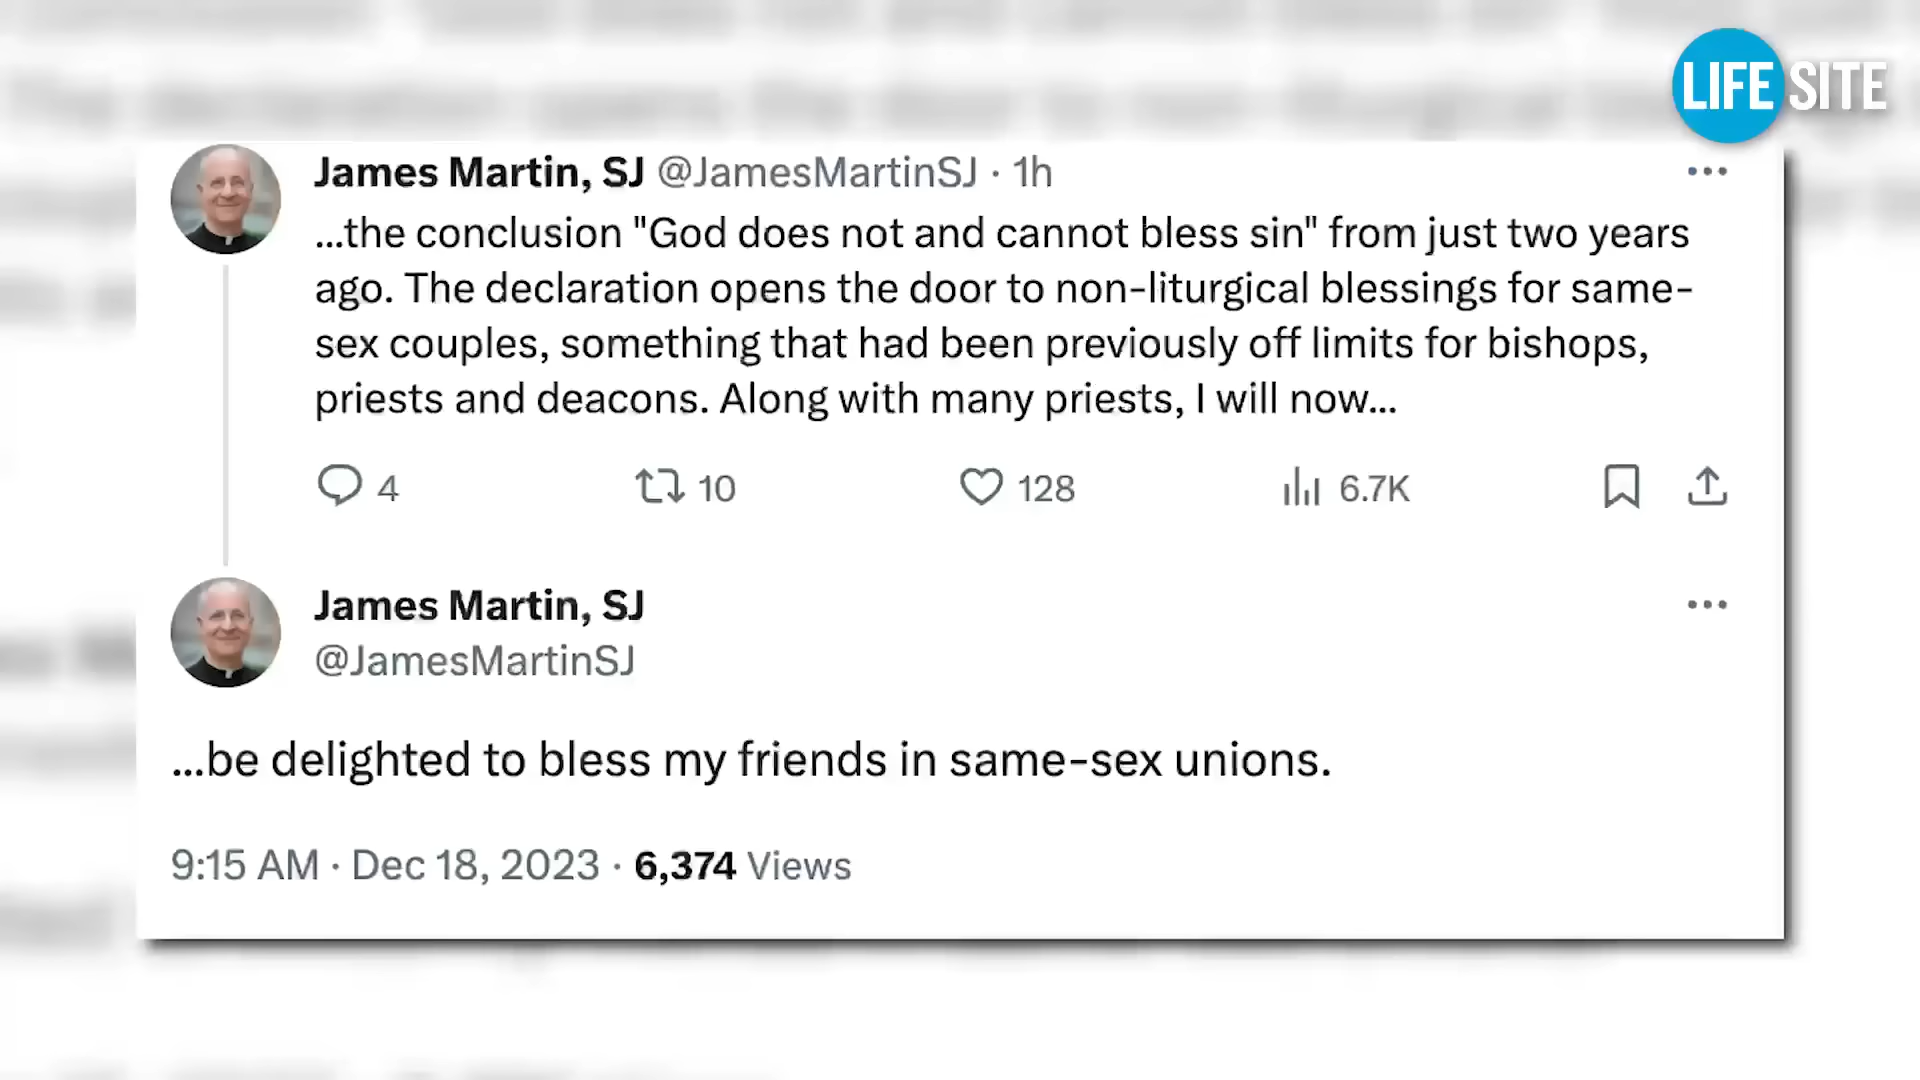 LIFE SITE
James Martin, SJ @JamesMartinSJ · 1h
...the conclusion "God does not and cannot bless sin" from just two years
ago. The declaration opens the door to non-liturgical blessings for same-
sex couples, something that had been previously off limits for bishops,
priests and deacons. Along with many priests, I will now...
4 10 128 6.7K
James Martin, SJ
@JamesMartinSJ
...be delighted to bless my friends in same-sex unions.
9:15 AM · Dec 18, 2023 · 6,374 Views